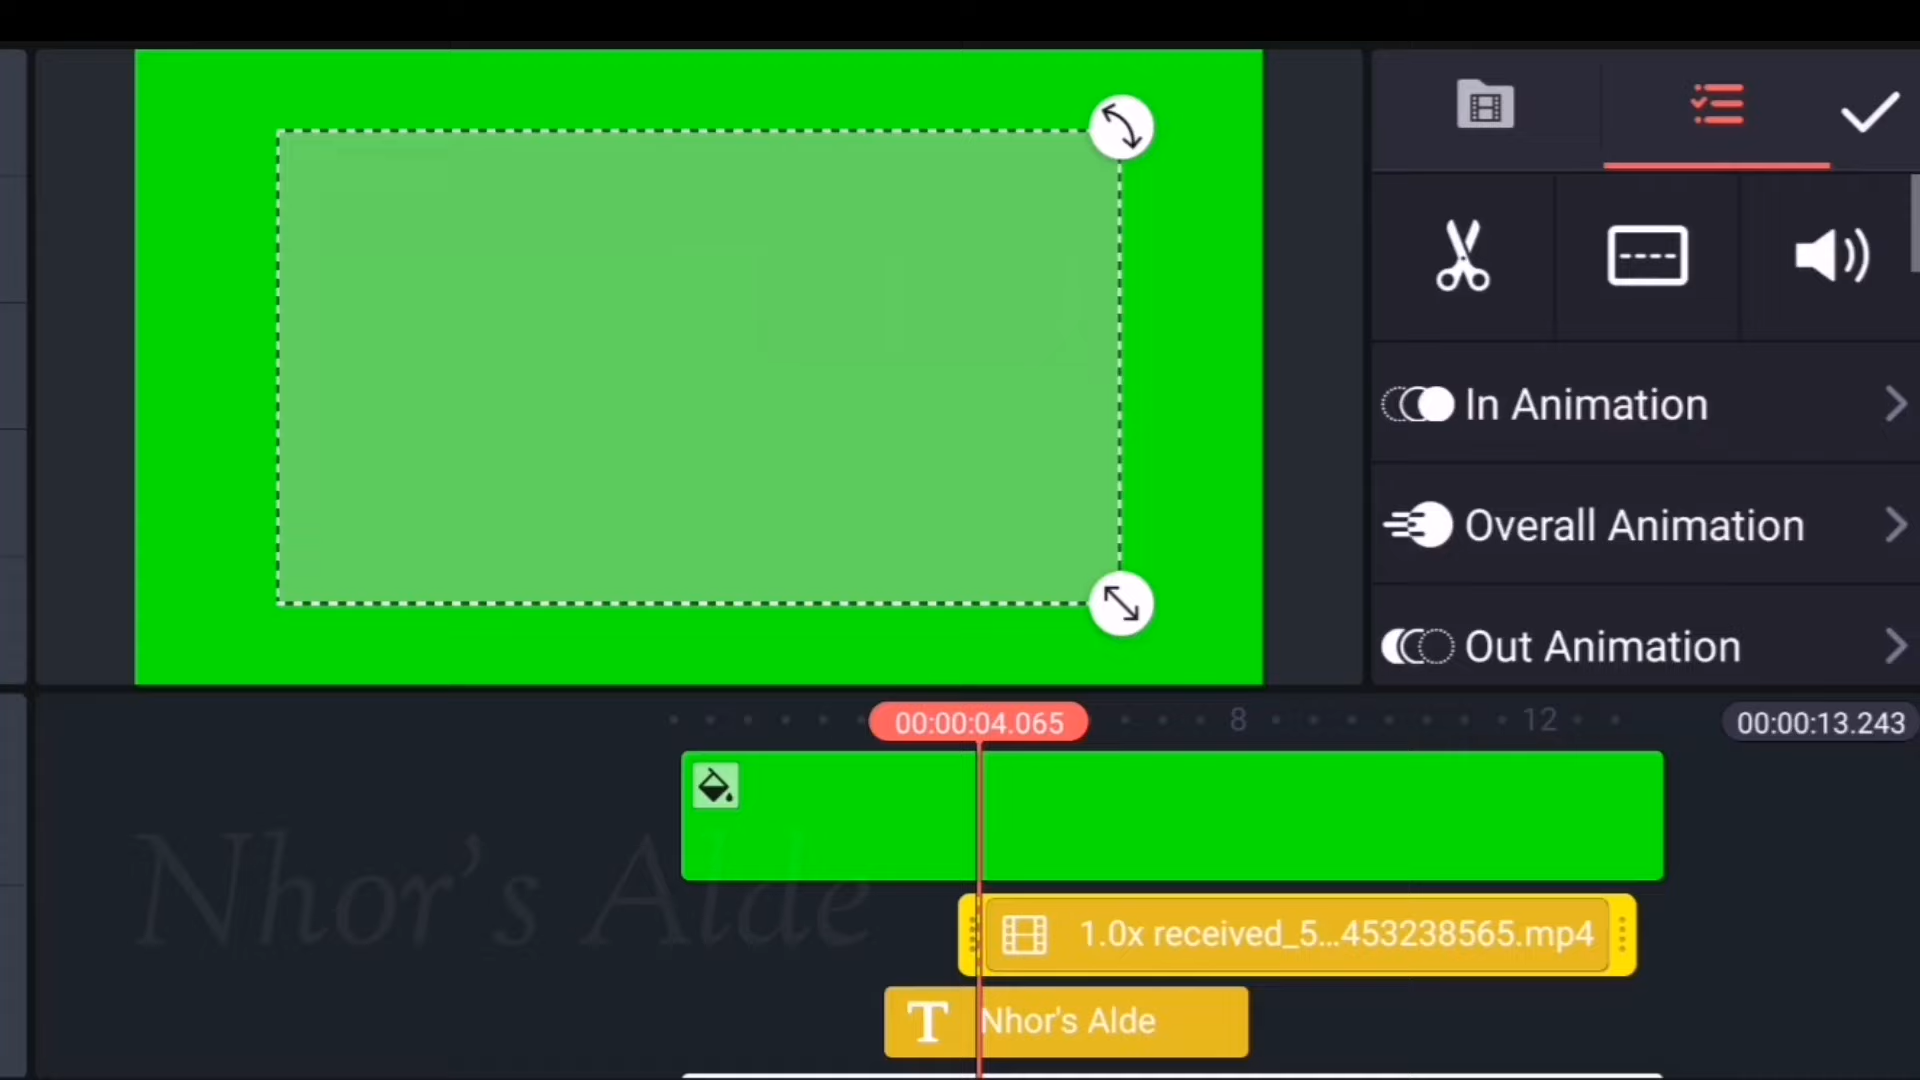 In Animation
Overall Animation
Out Animation
00:00:04.065
8
12
00:00:13.243
1.0x received_5...453238565.mp4
Nhor's Alde
T Nhor's Alde